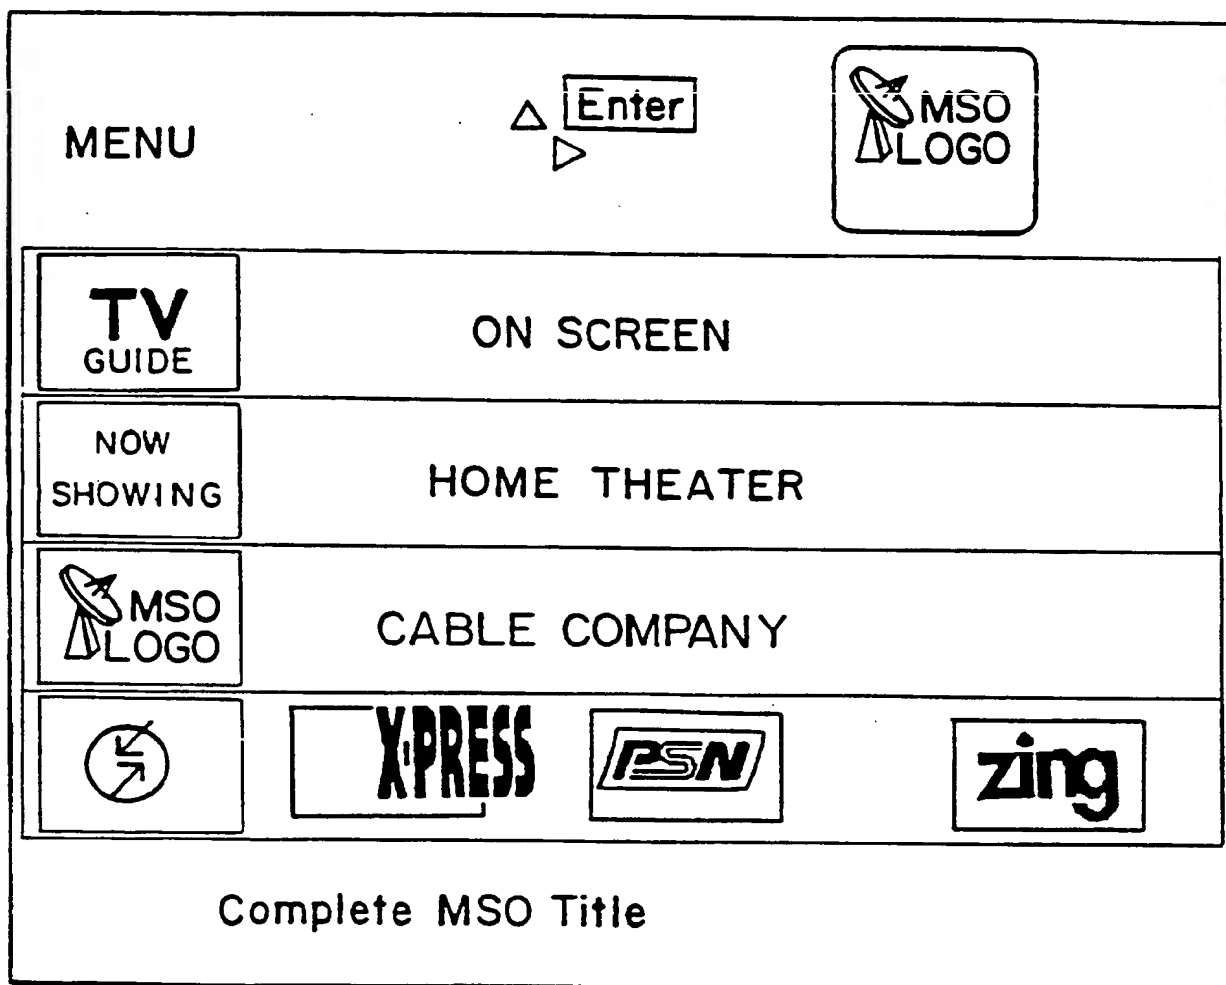 MENU
Enter
MSO
LOGO
TV
GUIDE
ON SCREEN
NOW
SHOWING
HOME THEATER
MSO
LOGO
CABLE COMPANY
X·PRESS
PSN
zing
Complete MSO Title